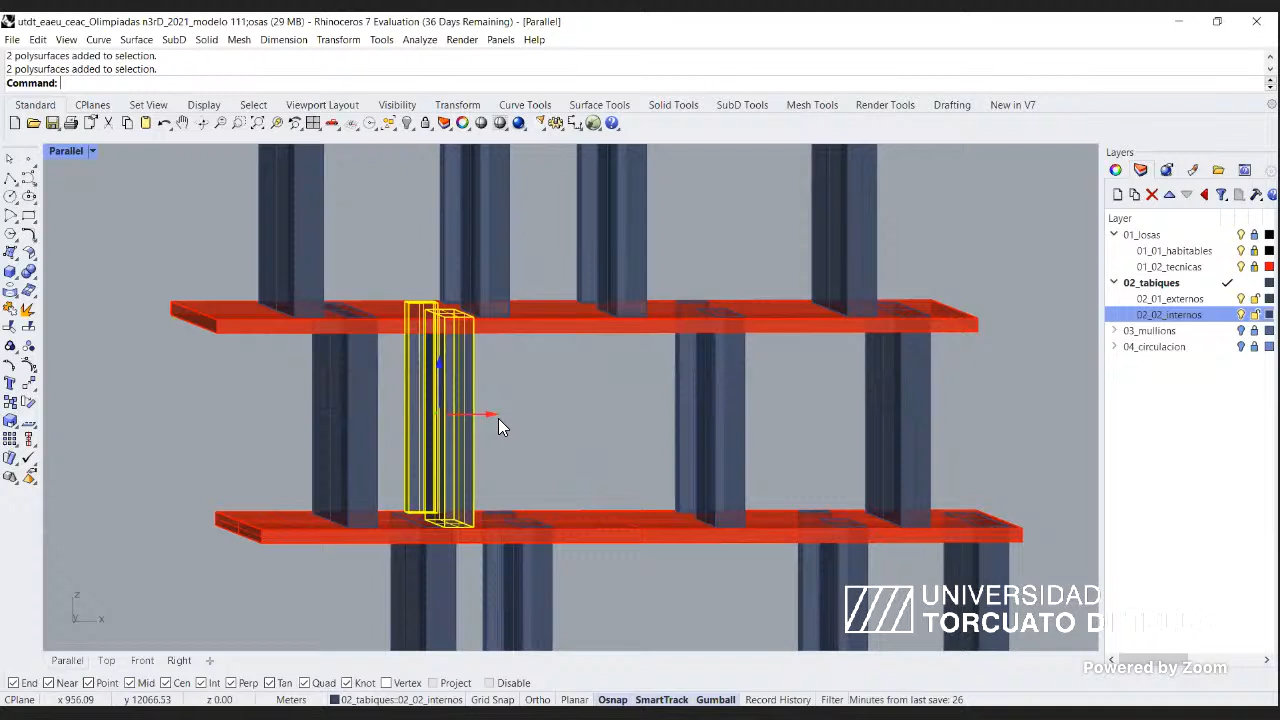 utdt_eaeu_ceac_Olimpiadas n3rD_2021_modelo 111;osas (29 MB) - Rhinoceros 7 Evaluation (36 Days Remaining) - [Parallel]
File Edit View Curve Surface SubD Solid Mesh Dimension Transform Tools Analyze Render Panels Help
2 polysurfaces added to selection.
2 polysurfaces added to selection.
Command:
Standard CPlanes Set View Display Select Viewport Layout Visibility Transform Curve Tools Surface Tools Solid Tools SubD Tools Mesh Tools Render Tools Drafting New in V7
Parallel
Layers
Layer
01_losas
01_01_habitables
01_02_tecnicas
02_tabiques
02_01_externos
02_02_internos
03_mullions
04_circulacion
z
y x
UNIVERSIDAD
TORCUATO
Powered by Zoom
Parallel Top Front Right
End Near Point Mid Cen Int Perp Tan Quad Knot Vertex Project Disable
CPlane x 956.09 y 12066.53 z 0.00 Meters 02_tabiques::02_02_internos Grid Snap Ortho Planar Osnap SmartTrack Gumball Record History Filter Minutes from last save: 26